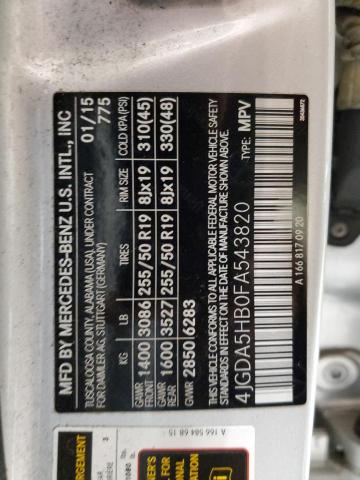 MFD BY MERCEDES-BENZ U.S. INTL., INC
TUSCALOOSA COUNTY, ALABAMA (USA), UNDER CONTRACT 01/15
FOR DAIMLER AG, STUTTGART (GERMANY) 775
KG LB TIRES RIM SIZE COLD KPA(PSI)
GAWR FRONT 1400 3086 255/50 R19 8Jx19 310(45)
GAWR REAR 1600 3527 255/50 R19 8Jx19 330(48)
GVWR 2850 6283
THIS VEHICLE CONFORMS TO ALL APPLICABLE FEDERAL MOTOR VEHICLE SAFETY
STANDARDS IN EFFECT ON THE DATE OF MANUFACTURE SHOWN ABOVE.
4JGDA5HB0FA543820 TYPE: MPV
A 166 817 09 20
A 166 584 68 15
3